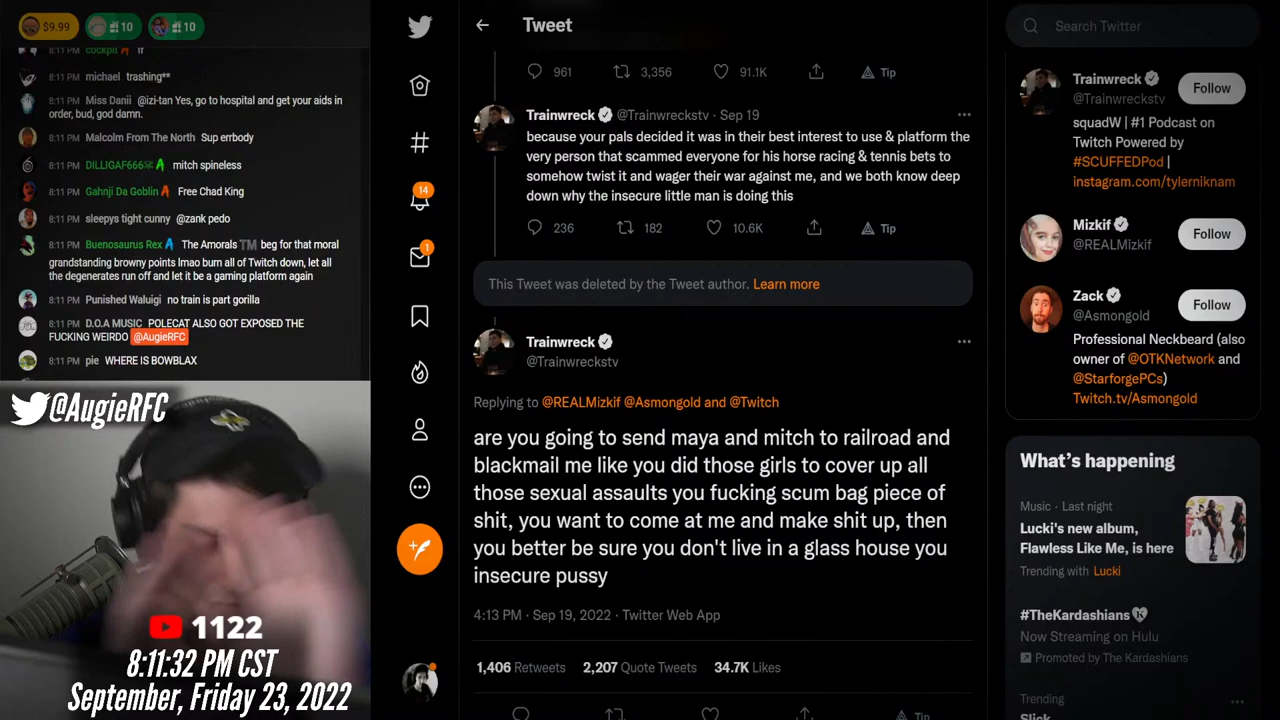 $9.99
10
10
8:11 PM cockpit
8:11 PM michael trashing**
8:11 PM Miss Danii @izi-tan Yes, go to hospital and get your aids in
order, bud, god damn.
8:11 PM Malcolm From The North Sup errbody
8:11 PM DILLIGAF666 mitch spineless
8:11 PM Gahnji Da Goblin Free Chad King
8:11 PM sleepys tight cunny @zank pedo
8:11 PM Buenosaurus Rex The Amorals ™️ beg for that moral
grandstanding browny points lmao burn all of Twitch down, let all
the degenerates run off and let it be a gaming platform again
8:11 PM Punished Waluigi no train is part gorilla
8:11 PM D.O.A MUSIC POLECAT ALSO GOT EXPOSED THE
FUCKING WEIRDO @AugieRFC
8:11 PM pie WHERE IS BOWBLAX
@AugieRFC
1122
8:11:32 PM CST
September, Friday 23, 2022
14
1
Tweet
961 3,356 91.1K Tip
Trainwreck @Trainwreckstv · Sep 19
because your pals decided it was in their best interest to use & platform the
very person that scammed everyone for his horse racing & tennis bets to
somehow twist it and wager their war against me, and we both know deep
down why the insecure little man is doing this
236 182 10.6K Tip
This Tweet was deleted by the Tweet author. Learn more
Trainwreck
@Trainwreckstv
Replying to @REALMizkif @Asmongold and @Twitch
are you going to send maya and mitch to railroad and
blackmail me like you did those girls to cover up all
those sexual assaults you fucking scum bag piece of
shit, you want to come at me and make shit up, then
you better be sure you don't live in a glass house you
insecure pussy
4:13 PM · Sep 19, 2022 · Twitter Web App
1,406 Retweets 2,207 Quote Tweets 34.7K Likes
Tip
Search Twitter
Trainwreck
@Trainwreckstv
Follow
squadW | #1 Podcast on
Twitch Powered by
#SCUFFEDPod |
instagram.com/tylerniknam
Mizkif
@REALMizkif
Follow
Zack
@Asmongold
Follow
Professional Neckbeard (also
owner of @OTKNetwork and
@StarforgePCs)
Twitch.tv/Asmongold
What's happening
Music · Last night
Lucki's new album,
Flawless Like Me, is here
Trending with Lucki
#TheKardashians
Now Streaming on Hulu
Promoted by The Kardashians
Trending
Slick